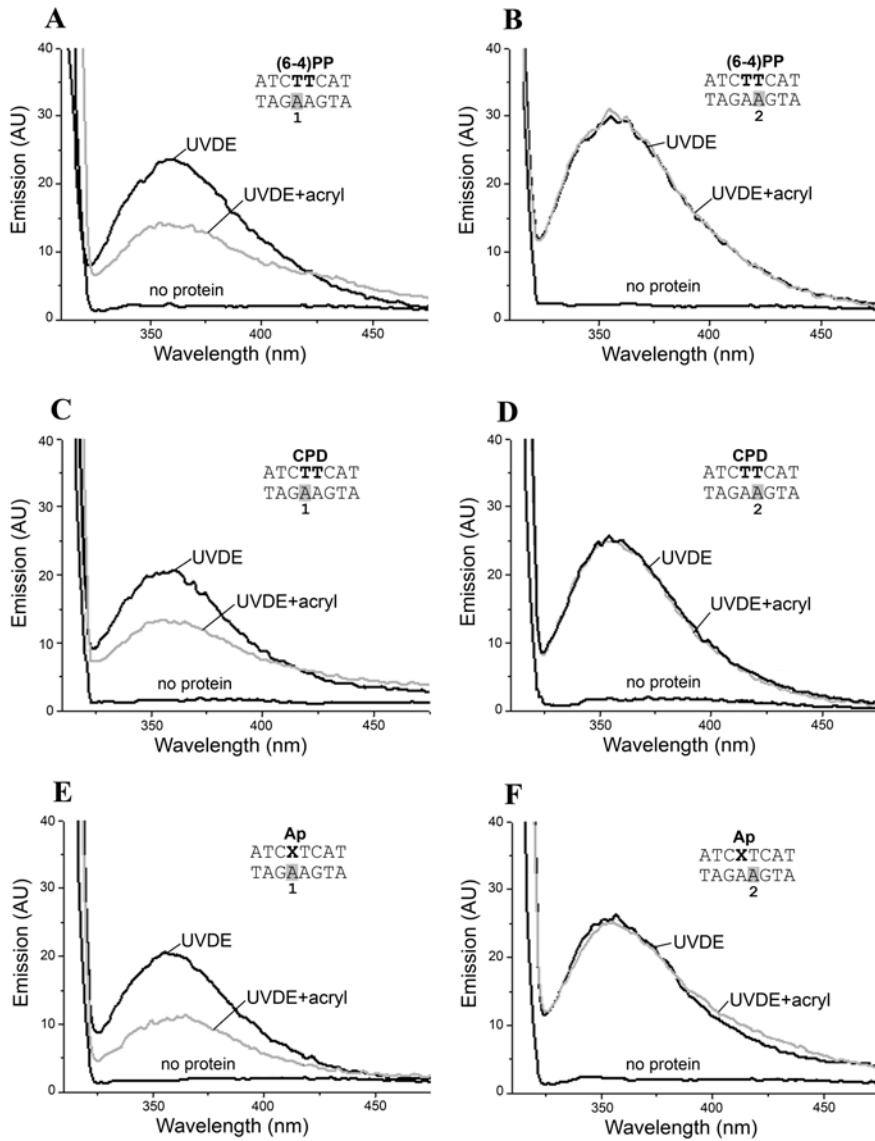 A
40
30
20
10
0
Emission (AU)
(6-4)PP
ATCTTCAT
TAGAAGTA
1
UVDE
UVDE+acryl
no protein
350
400
450
Wavelength (nm)
B
40
30
20
10
0
Emission (AU)
(6-4)PP
ATCTTCAT
TAGAAGTA
2
UVDE
UVDE+acryl
no protein
350
400
450
Wavelength (nm)
C
40
30
20
10
0
Emission (AU)
CPD
ATCTTCAT
TAGAAGTA
1
UVDE
UVDE+acryl
no protein
350
400
450
Wavelength (nm)
D
40
30
20
10
0
Emission (AU)
CPD
ATCTTCAT
TAGAAGTA
2
UVDE
UVDE+acryl
no protein
350
400
450
Wavelength (nm)
E
40
30
20
10
0
Emission (AU)
Ap
ATCXTCAT
TAGAAGTA
1
UVDE
UVDE+acryl
no protein
350
400
450
Wavelength (nm)
F
40
30
20
10
0
Emission (AU)
Ap
ATCXTCAT
TAGAAGTA
2
UVDE
UVDE+acryl
no protein
350
400
450
Wavelength (nm)